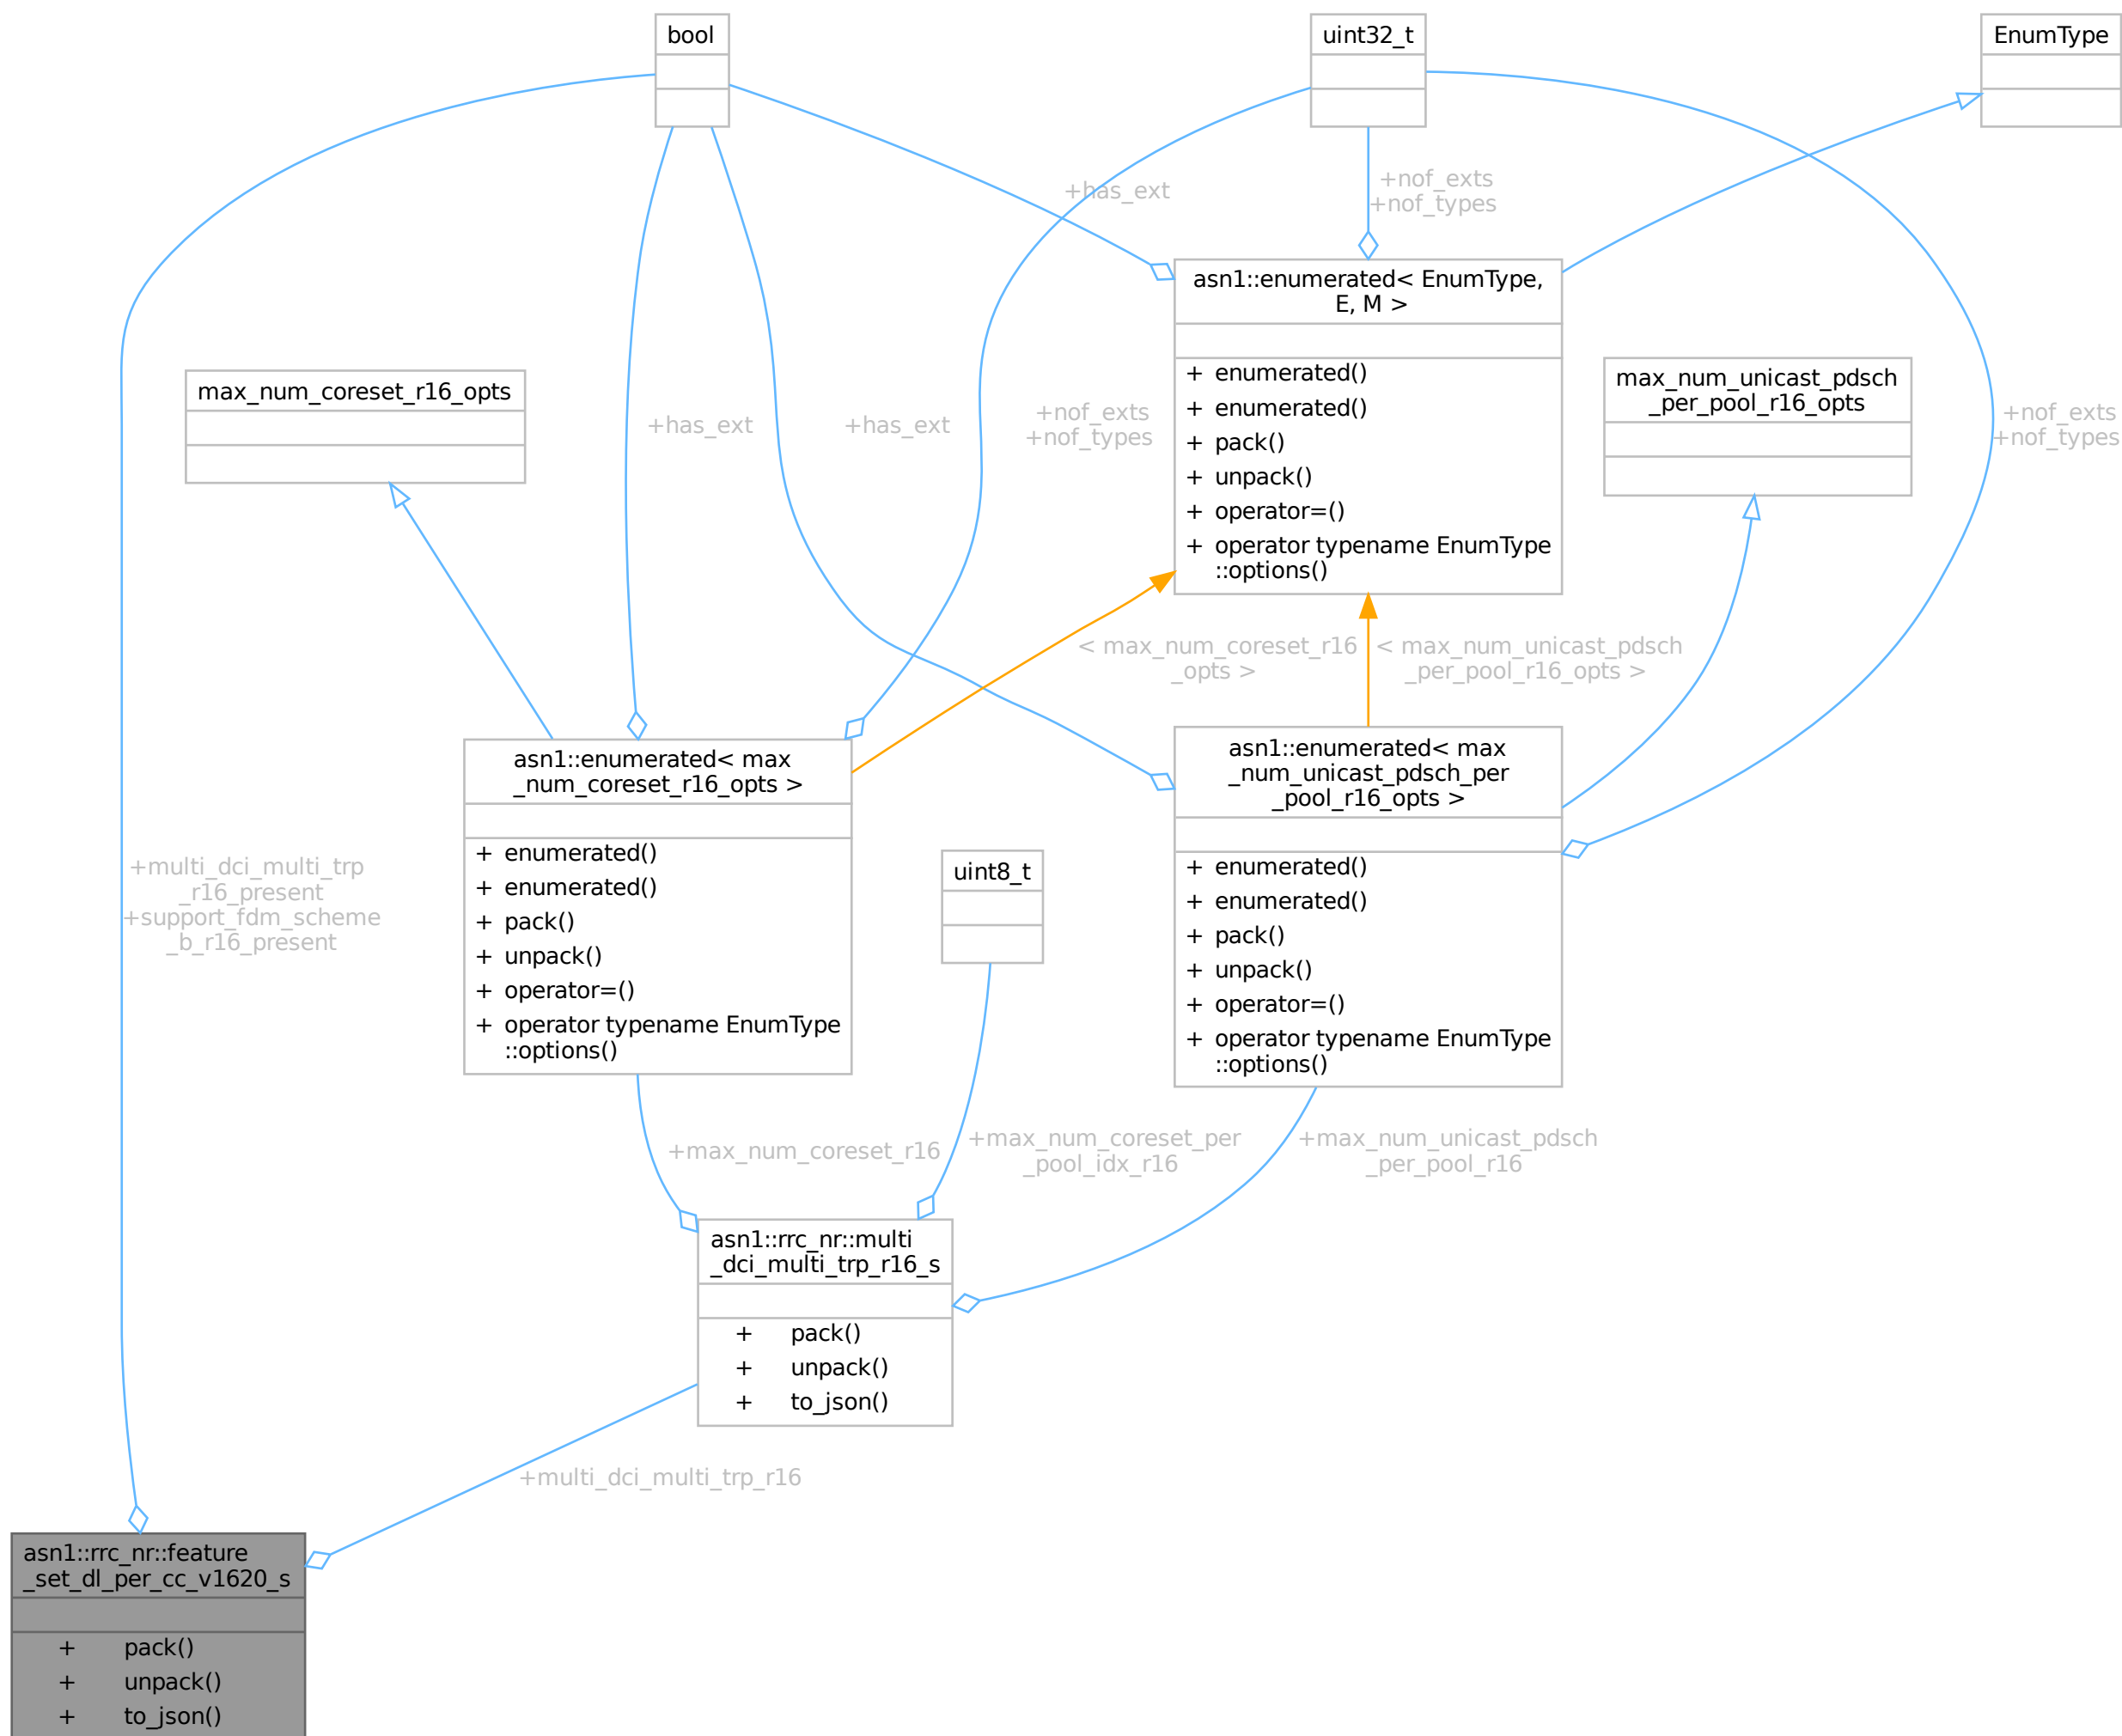 bool
uint32_t
EnumType
+has_ext
+nof_exts
+nof_types
asn1::enumerated< EnumType,
E, M >
+ enumerated()
+ enumerated()
+ pack()
+ unpack()
+ operator=()
+ operator typename EnumType
::options()
max_num_coreset_r16_opts
max_num_unicast_pdsch
_per_pool_r16_opts
+has_ext
+has_ext
+nof_exts
+nof_types
+nof_exts
+nof_types
< max_num_coreset_r16
_opts >
< max_num_unicast_pdsch
_per_pool_r16_opts >
asn1::enumerated< max
_num_coreset_r16_opts >
+ enumerated()
+ enumerated()
+ pack()
+ unpack()
+ operator=()
+ operator typename EnumType
::options()
asn1::enumerated< max
_num_unicast_pdsch_per
_pool_r16_opts >
+ enumerated()
+ enumerated()
+ pack()
+ unpack()
+ operator=()
+ operator typename EnumType
::options()
uint8_t
+multi_dci_multi_trp
_r16_present
+support_fdm_scheme
_b_r16_present
+max_num_coreset_r16
+max_num_coreset_per
_pool_idx_r16
+max_num_unicast_pdsch
_per_pool_r16
asn1::rrc_nr::multi
_dci_multi_trp_r16_s
+ pack()
+ unpack()
+ to_json()
+multi_dci_multi_trp_r16
asn1::rrc_nr::feature
_set_dl_per_cc_v1620_s
+ pack()
+ unpack()
+ to_json()